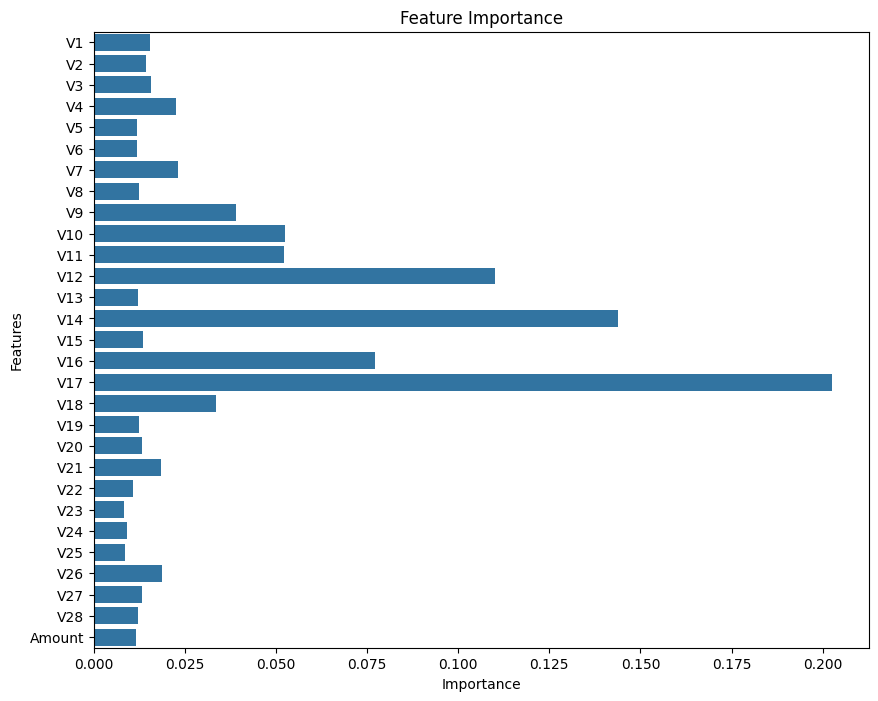 Feature Importance
Features
V1
V2
V3
V4
V5
V6
V7
V8
V9
V10
V11
V12
V13
V14
V15
V16
V17
V18
V19
V20
V21
V22
V23
V24
V25
V26
V27
V28
Amount
0.000 0.025 0.050 0.075 0.100 0.125 0.150 0.175 0.200
Importance